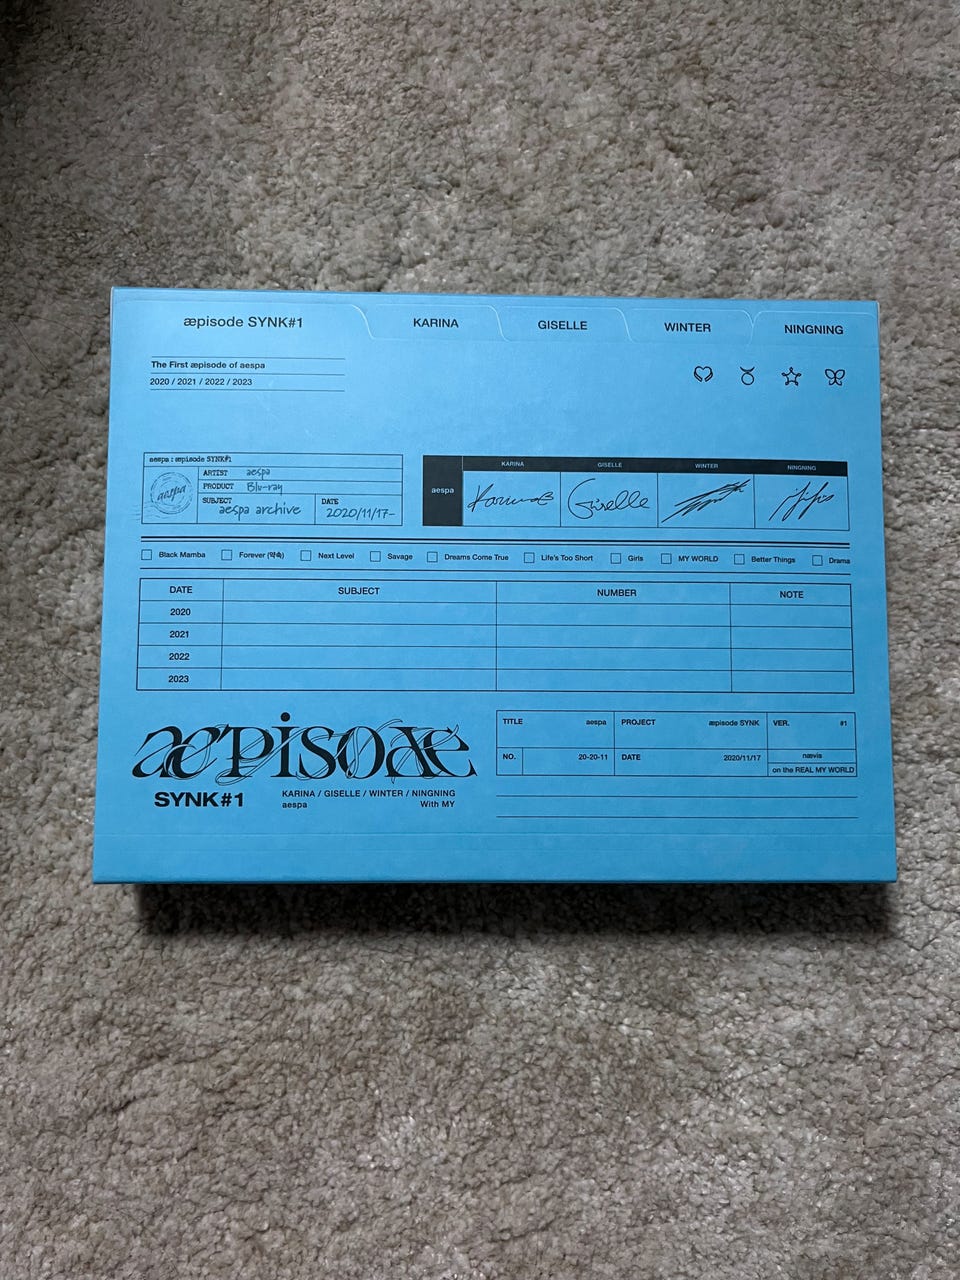 æpisode SYNK#1 KARINA GISELLE WINTER NINGNING
The First æpisode of aespa
2020 / 2021 / 2022 / 2023
aespa : æpisode SYNK#1
ARTIST aespa
PRODUCT Blu-ray
SUBJECT aespa archive
DATE 2020/11/17-
aespa
KARINA GISELLE WINTER NINGNING
aespa
Giselle
Black Mamba Forever (약속) Next Level Savage Dreams Come True Life's Too Short Girls MY WORLD Better Things Drama
DATE SUBJECT NUMBER NOTE
2020
2021
2022
2023
æpisode
SYNK#1
KARINA / GISELLE / WINTER / NINGNING
aespa With MY
TITLE aespa PROJECT æpisode SYNK VER. #1
NO. 20-20-11 DATE 2020/11/17 nævis
on the REAL MY WORLD